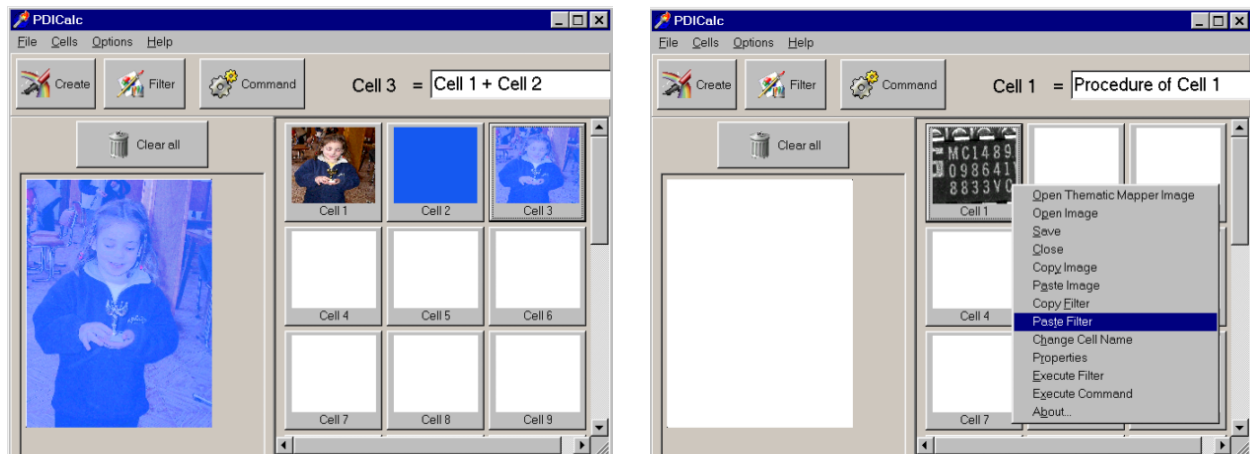 PDICalc
File Cells Options Help
Create Filter Command Cell 3 = Cell 1 + Cell 2
Clear all
Cell 1 Cell 2 Cell 3
Cell 4 Cell 5 Cell 6
Cell 7 Cell 8 Cell 9
PDICalc
File Cells Options Help
Create Filter Command Cell 1 = Procedure of Cell 1
Clear all
MC1489
098641
8833V
Cell 1
Cell 4
Cell 7
Open Thematic Mapper Image
Open Image
Save
Close
Copy Image
Paste Image
Copy Filter
Paste Filter
Change Cell Name
Properties
Execute Filter
Execute Command
About...